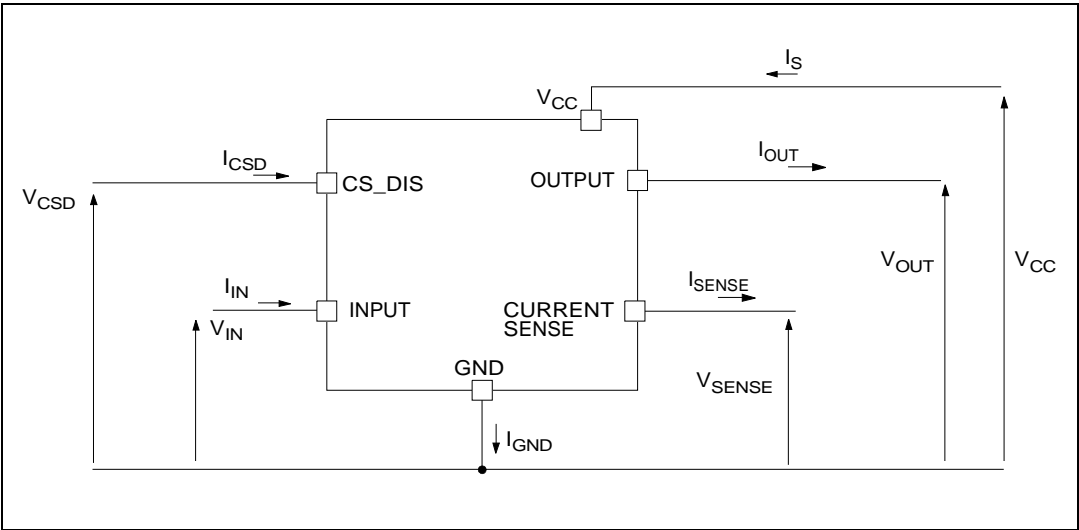 I_S
V_CC
I_CSD
I_OUT
CS_DIS
OUTPUT
V_CSD
V_OUT
V_CC
I_IN
I_SENSE
INPUT
CURRENT
SENSE
V_IN
GND
V_SENSE
I_GND